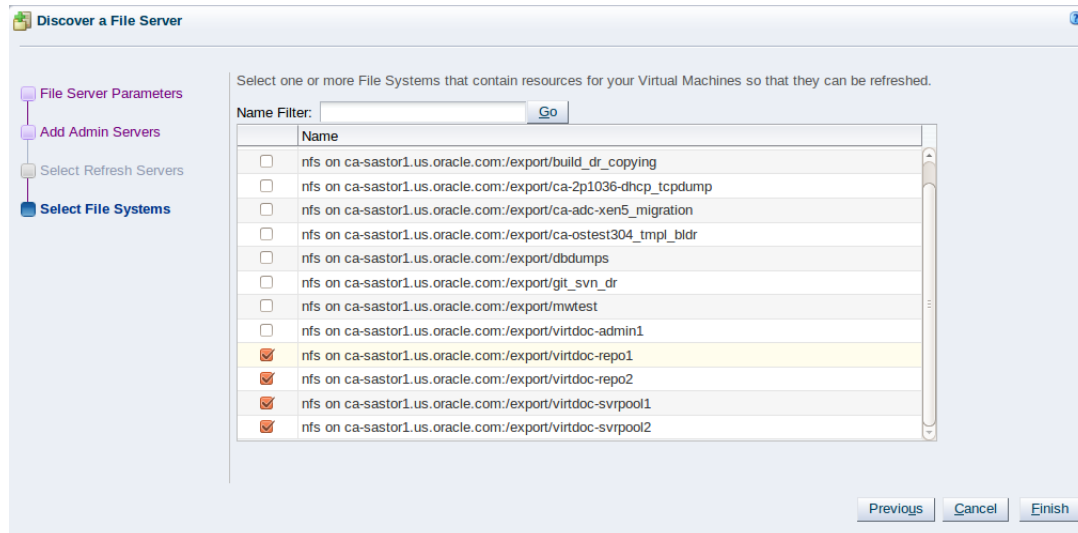 Discover a File Server
?
File Server Parameters
Add Admin Servers
Select Refresh Servers
Select File Systems
Select one or more File Systems that contain resources for your Virtual Machines so that they can be refreshed.
Name Filter: Go
Name
nfs on ca-sastor1.us.oracle.com:/export/build_dr_copying
nfs on ca-sastor1.us.oracle.com:/export/ca-2p1036-dhcp_tcpdump
nfs on ca-sastor1.us.oracle.com:/export/ca-adc-xen5_migration
nfs on ca-sastor1.us.oracle.com:/export/ca-ostest304_tmpl_bldr
nfs on ca-sastor1.us.oracle.com:/export/dbdumps
nfs on ca-sastor1.us.oracle.com:/export/git_svn_dr
nfs on ca-sastor1.us.oracle.com:/export/mwtest
nfs on ca-sastor1.us.oracle.com:/export/virtdoc-admin1
nfs on ca-sastor1.us.oracle.com:/export/virtdoc-repo1
nfs on ca-sastor1.us.oracle.com:/export/virtdoc-repo2
nfs on ca-sastor1.us.oracle.com:/export/virtdoc-svrpool1
nfs on ca-sastor1.us.oracle.com:/export/virtdoc-svrpool2
Previous Cancel Finish